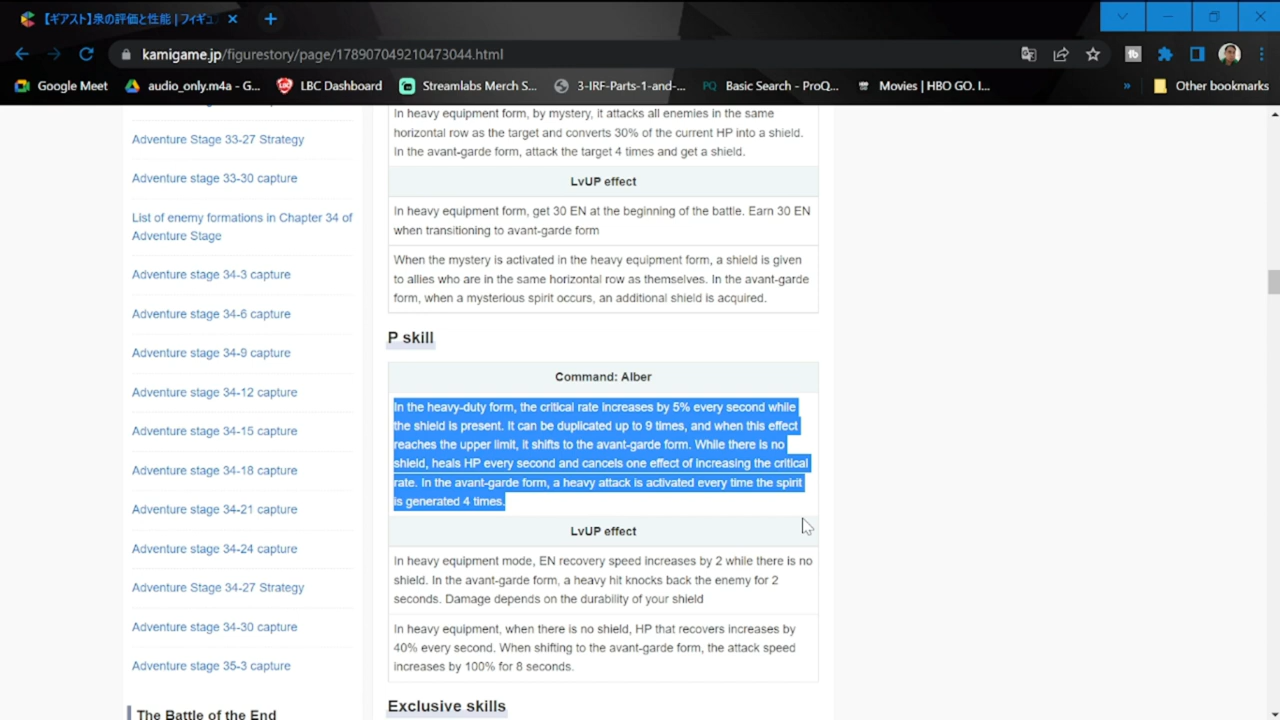 【ギアスト】泉の評価と性能 | フィギュ
kamigame.jp/figurestory/page/178907049210473044.html
Google Meet
audio_only.m4a - G...
LBC Dashboard
Streamlabs Merch S...
3-IRF-Parts-1-and-...
PQ
Basic Search - ProQ...
Movies | HBO GO. I...
»
Other bookmarks
Adventure Stage 33-27 Strategy
Adventure stage 33-30 capture
List of enemy formations in Chapter 34 of
Adventure Stage
Adventure stage 34-3 capture
Adventure stage 34-6 capture
Adventure stage 34-9 capture
Adventure stage 34-12 capture
Adventure stage 34-15 capture
Adventure stage 34-18 capture
Adventure stage 34-21 capture
Adventure stage 34-24 capture
Adventure Stage 34-27 Strategy
Adventure stage 34-30 capture
Adventure stage 35-3 capture
The Battle of the End
In heavy equipment form, by mystery, it attacks all enemies in the same
horizontal row as the target and converts 30% of the current HP into a shield.
In the avant-garde form, attack the target 4 times and get a shield.
LvUP effect
In heavy equipment form, get 30 EN at the beginning of the battle. Earn 30 EN
when transitioning to avant-garde form
When the mystery is activated in the heavy equipment form, a shield is given
to allies who are in the same horizontal row as themselves. In the avant-garde
form, when a mysterious spirit occurs, an additional shield is acquired.
P skill
Command: Alber
In the heavy-duty form, the critical rate increases by 5% every second while
the shield is present. It can be duplicated up to 9 times, and when this effect
reaches the upper limit, it shifts to the avant-garde form. While there is no
shield, heals HP every second and cancels one effect of increasing the critical
rate. In the avant-garde form, a heavy attack is activated every time the spirit
is generated 4 times.
LvUP effect
In heavy equipment mode, EN recovery speed increases by 2 while there is no
shield. In the avant-garde form, a heavy hit knocks back the enemy for 2
seconds. Damage depends on the durability of your shield
In heavy equipment, when there is no shield, HP that recovers increases by
40% every second. When shifting to the avant-garde form, the attack speed
increases by 100% for 8 seconds.
Exclusive skills